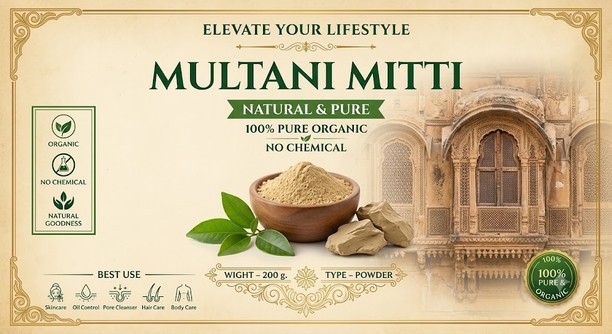 ELEVATE YOUR LIFESTYLE
MULTANI MITTI
NATURAL & PURE
100% PURE ORGANIC
NO CHEMICAL
ORGANIC
NO CHEMICAL
NATURAL
GOODNESS
BEST USE
Skincare Oil Control Pore Cleanser Hair Care Body Care
WIGHT – 200 g. TYPE – POWDER
100%
100%
PURE &
ORGANIC